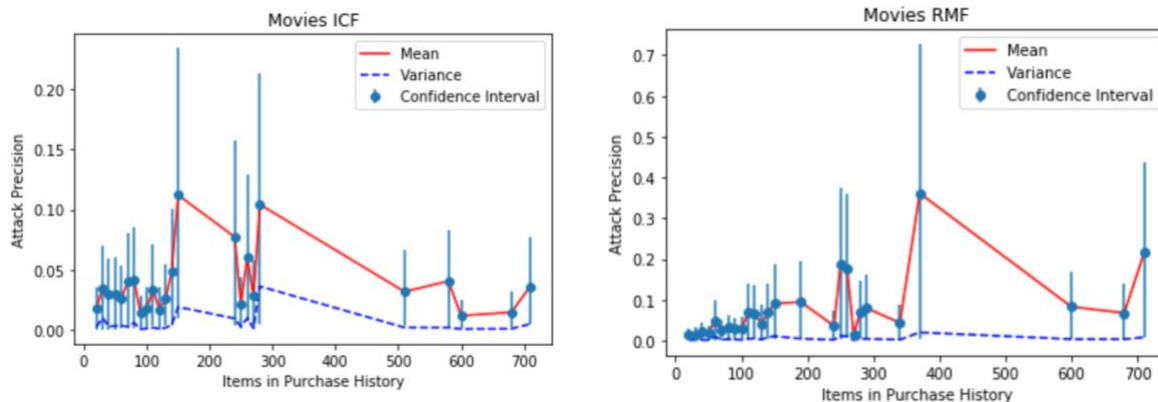 Movies ICF
Mean
Variance
Confidence Interval
0.20
0.15
0.10
0.05
0.00
Attack Precision
0 100 200 300 400 500 600 700
Items in Purchase History
Movies RMF
Mean
Variance
Confidence Interval
0.7
0.6
0.5
0.4
0.3
0.2
0.1
0.0
Attack Precision
0 100 200 300 400 500 600 700
Items in Purchase History